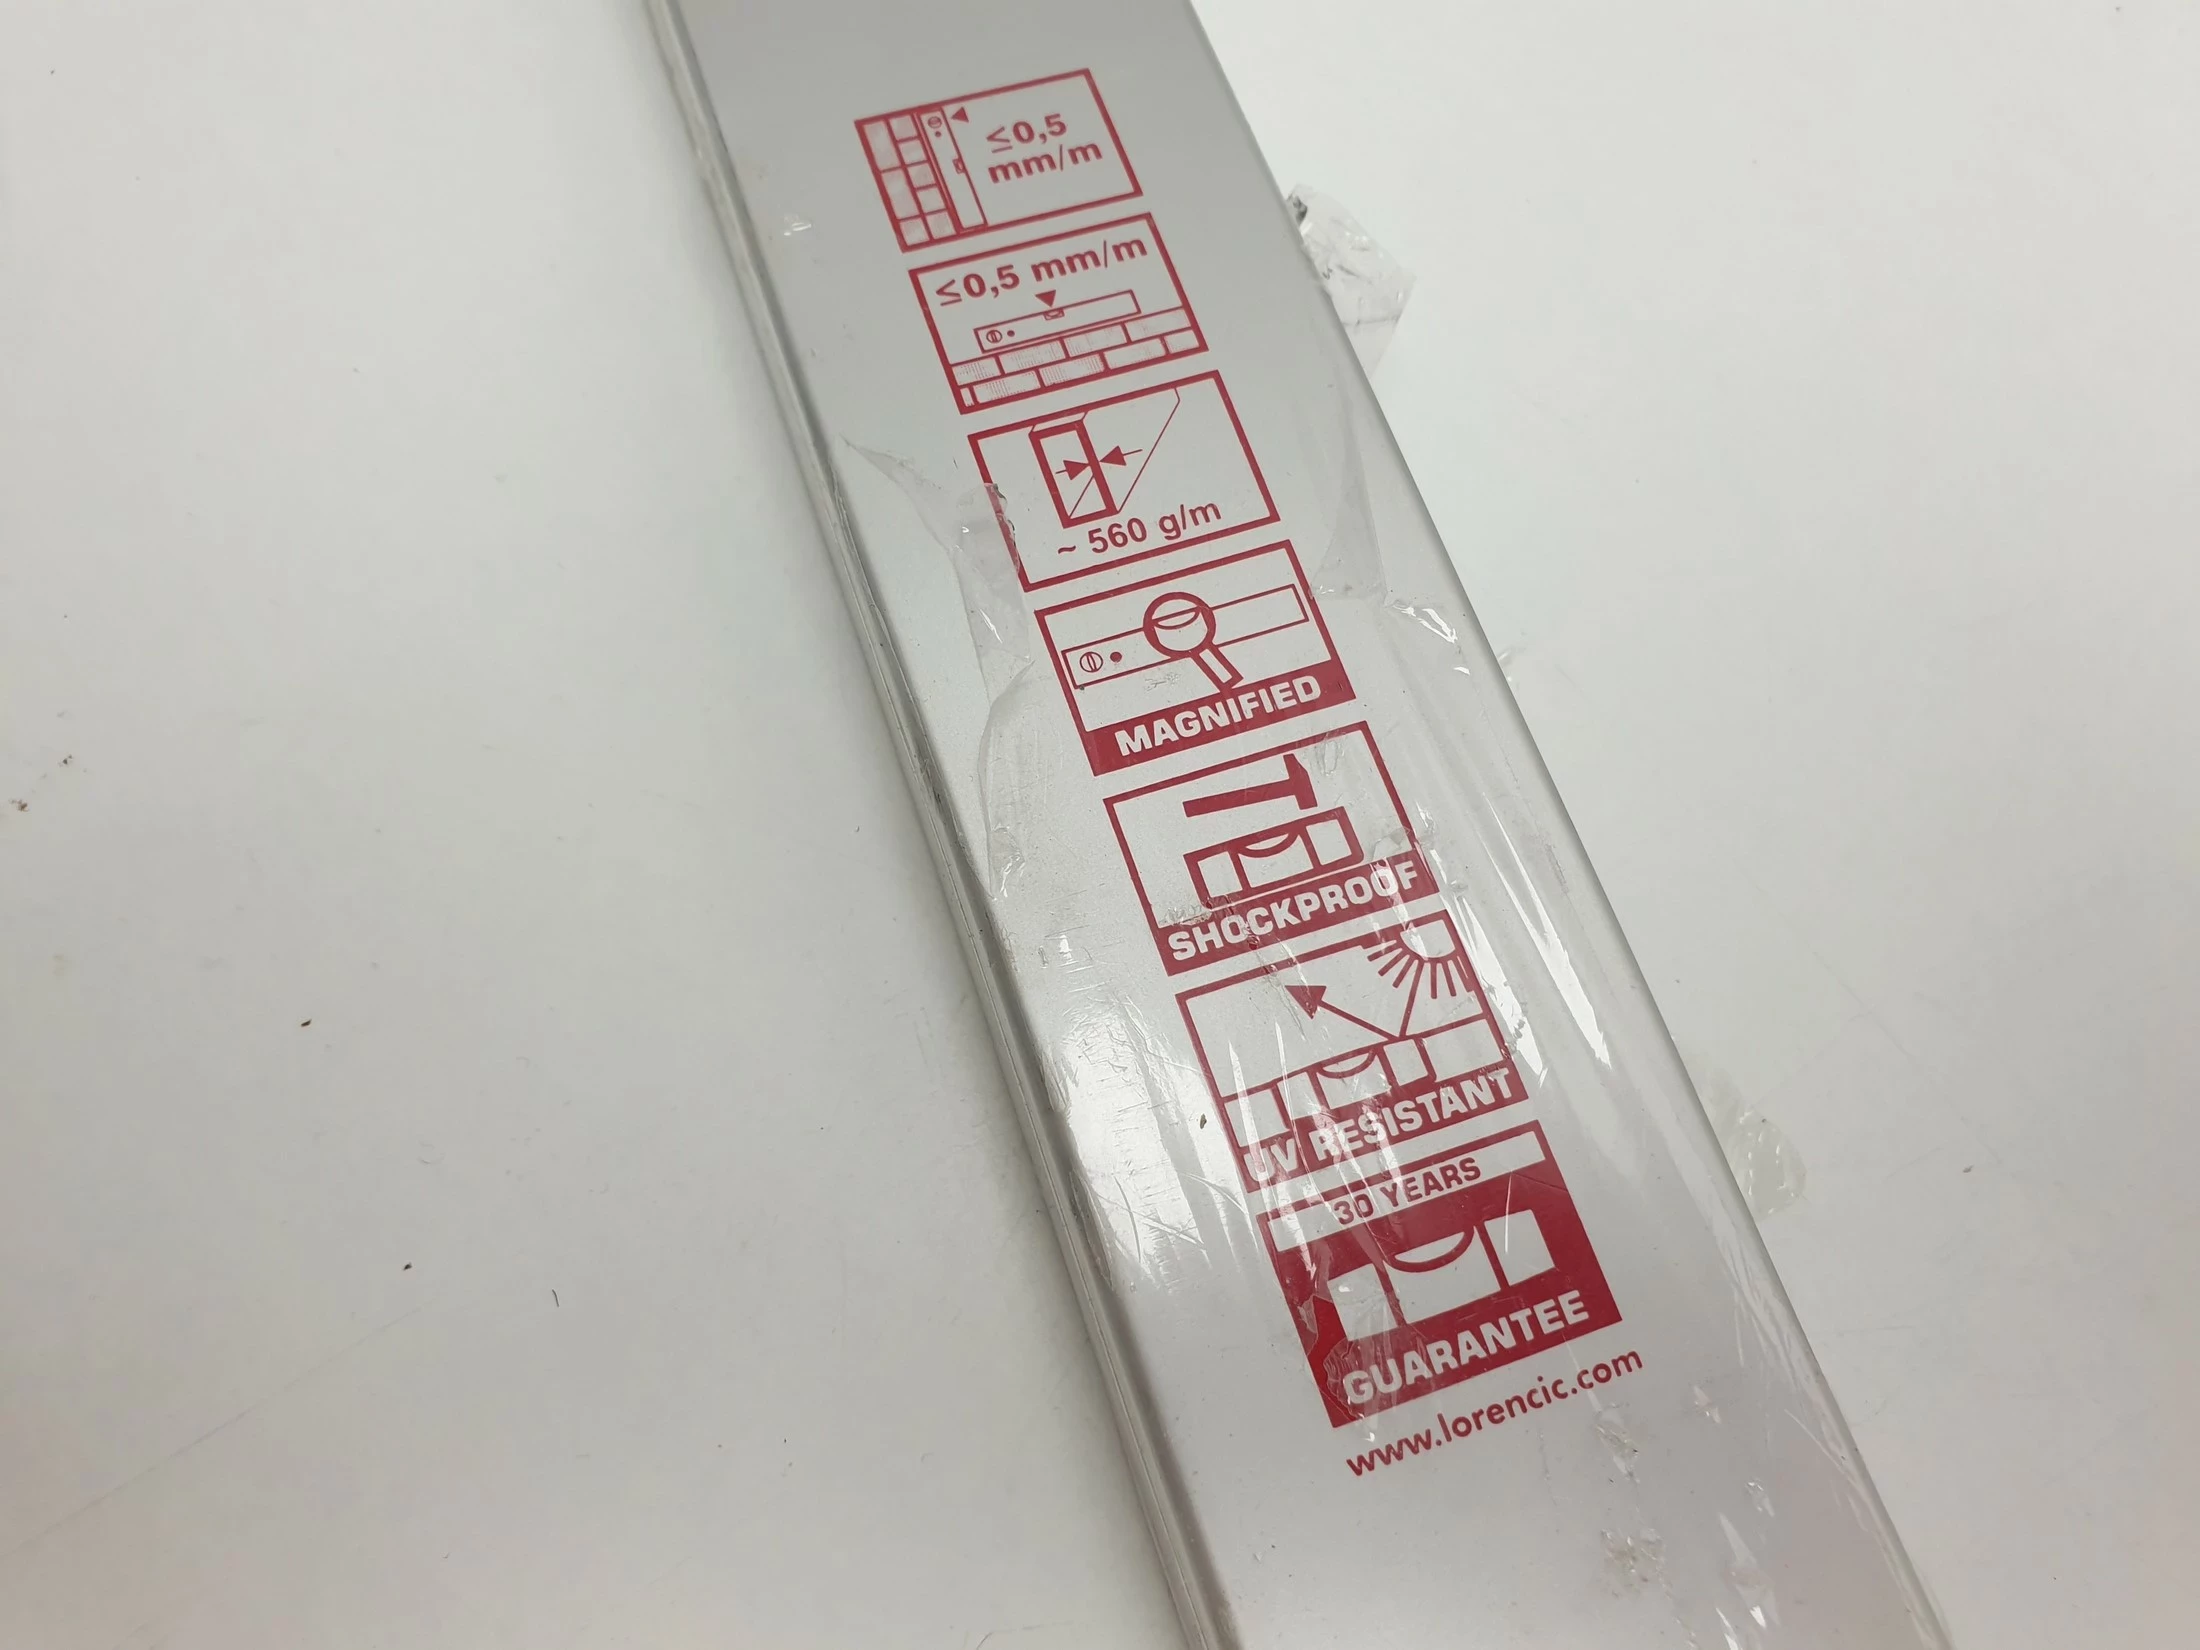 ≤0,5
mm/m
≤0,5 mm/m
~ 560 g/m
MAGNIFIED
SHOCKPROOF
UV RESISTANT
30 YEARS
GUARANTEE
www.lorencic.com